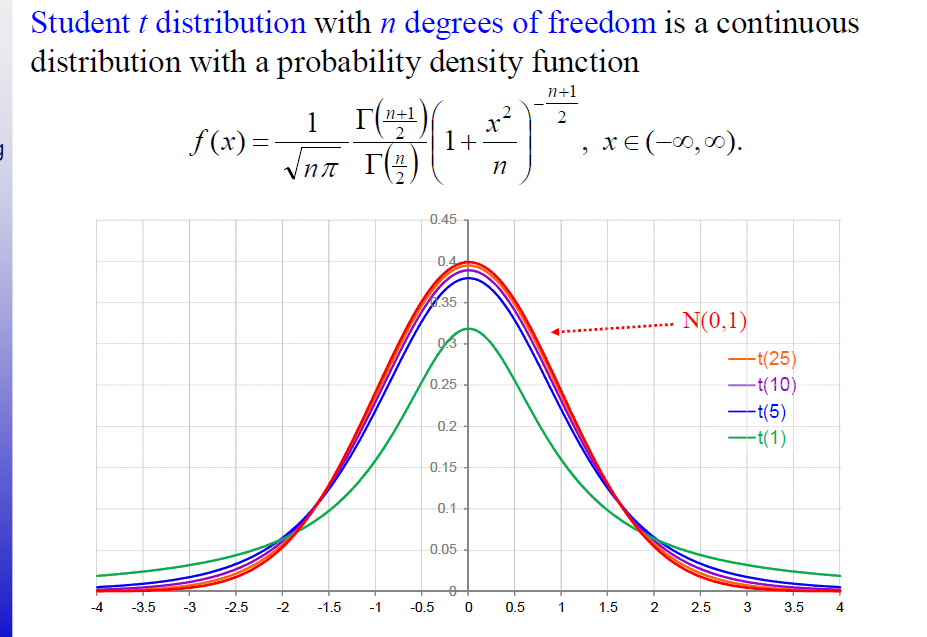 Student t distribution with n degrees of freedom is a continuous
distribution with a probability density function
f(x) = 1/√(nπ) Γ((n+1)/2)/Γ(n/2) (1 + x²/n)^(−(n+1)/2), x ∈ (−∞,∞).
0.45
0.4
0.35
N(0,1)
0.3
t(25)
0.25
t(10)
t(5)
0.2
t(1)
0.15
0.1
0.05
0
-4 -3.5 -3 -2.5 -2 -1.5 -1 -0.5 0 0.5 1 1.5 2 2.5 3 3.5 4